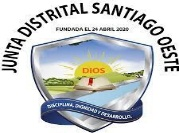 JUNTA DISTRITAL SANTIAGO OESTE
FUNDADA EL 24 ABRIL 2020
DIOS
DISCIPLINA, DIGNIDAD Y DESARROLLO.